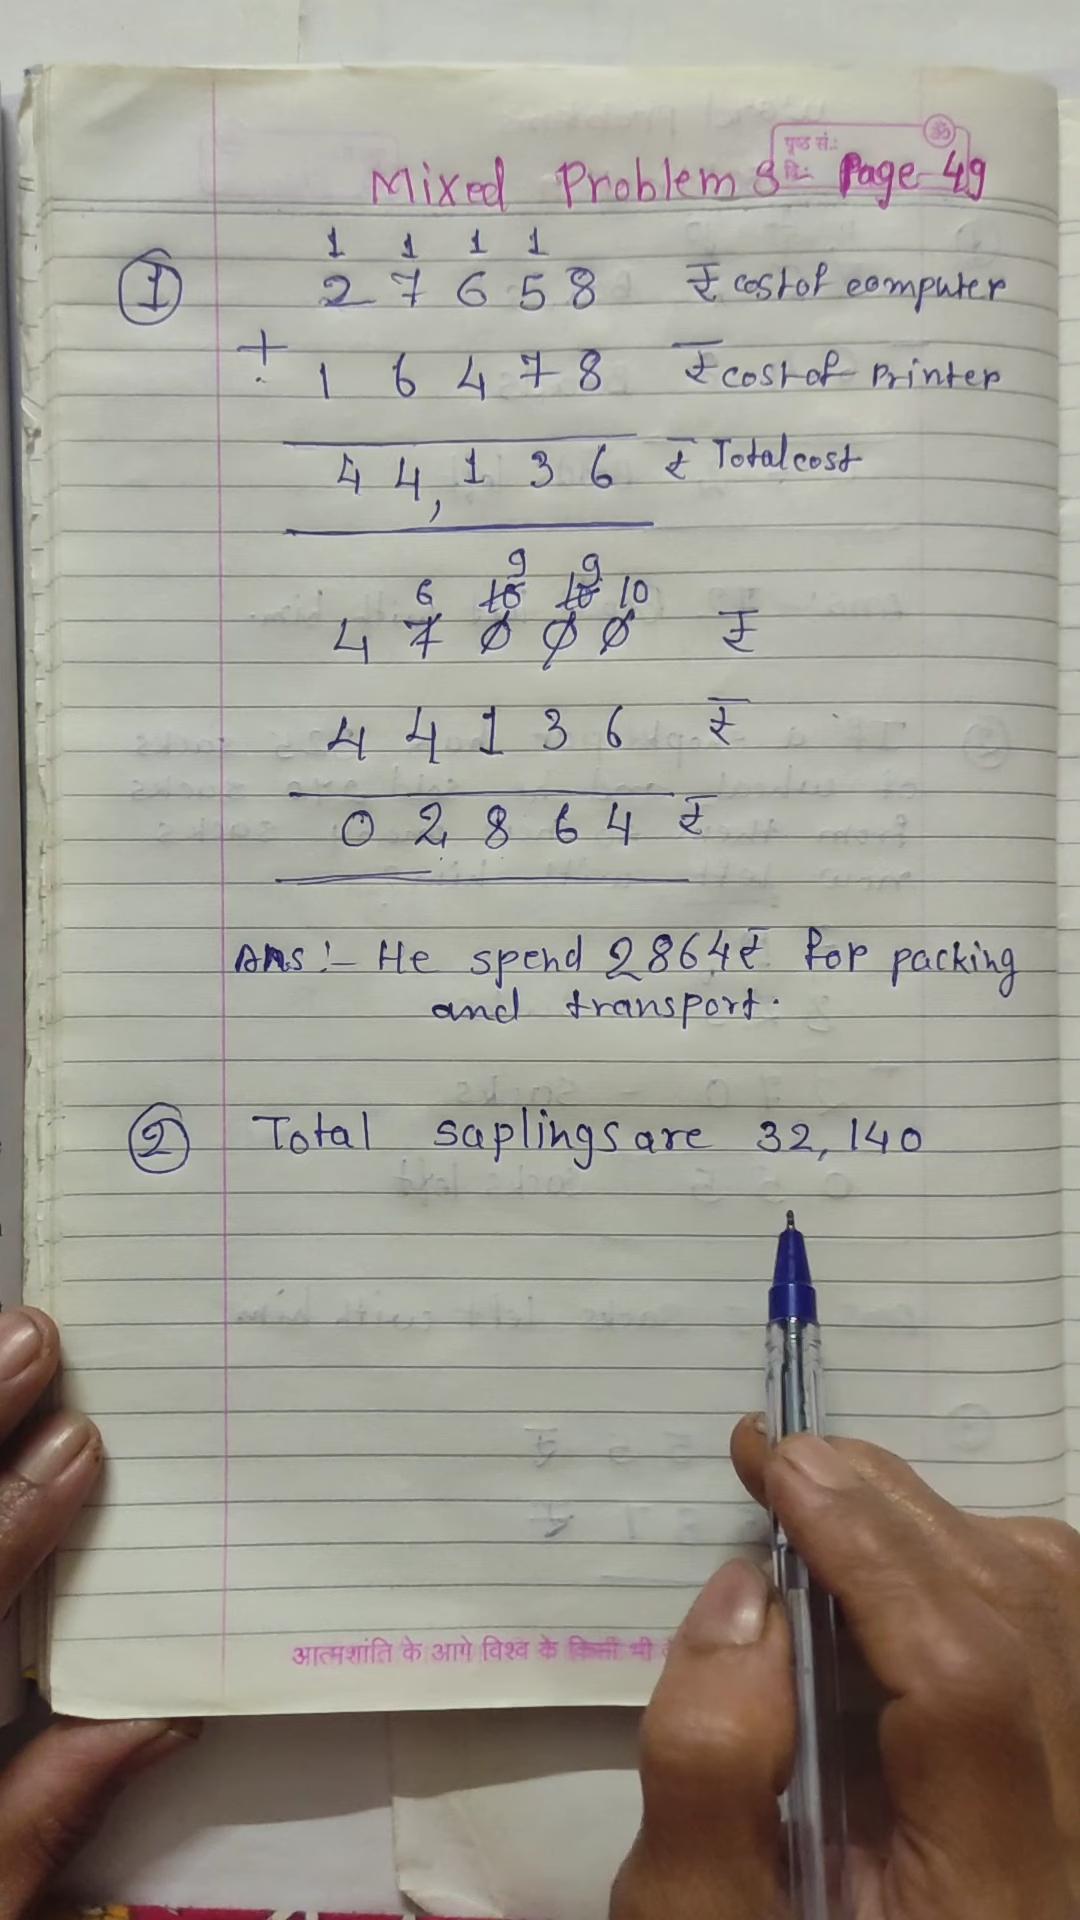 पृष्ठ सं.:
Mixed Problems Page-49
1 1 1 1
① 2 7 6 5 8 ₹ cost of computer
+ 1 6 4 7 8 ₹ cost of Printer
4 4, 1 3 6 ₹ Total cost
9 9
6 10 10 10
4 7 0 0 0 ₹
4 4 1 3 6 ₹
0 2 8 6 4 ₹
Ans :- He spend 2864₹ for packing
and transport.
② Total saplings are 32,140
आत्मशांति के आगे विश्व के किसी भी